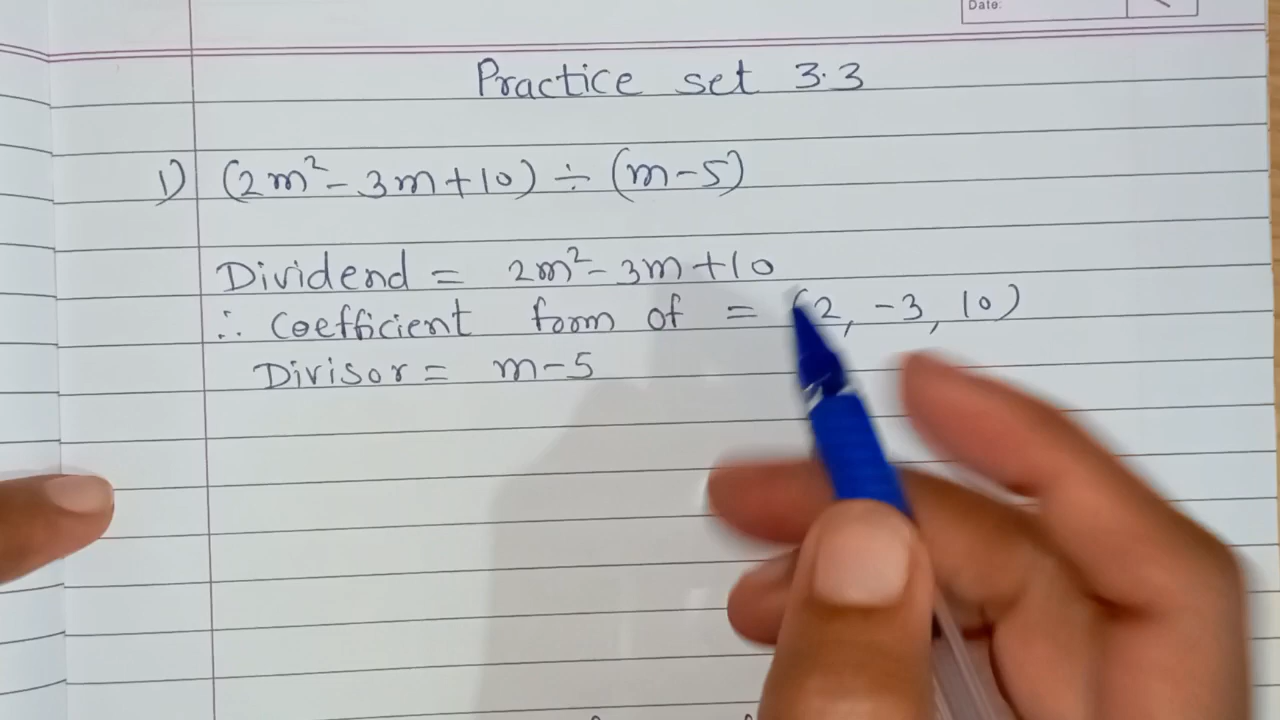 Date:
Practice set 3.3
1) (2m² - 3m + 10) ÷ (m - 5)
Dividend = 2m² - 3m + 10
∴ Coefficient form of = (2, -3, 10)
Divisor = m - 5